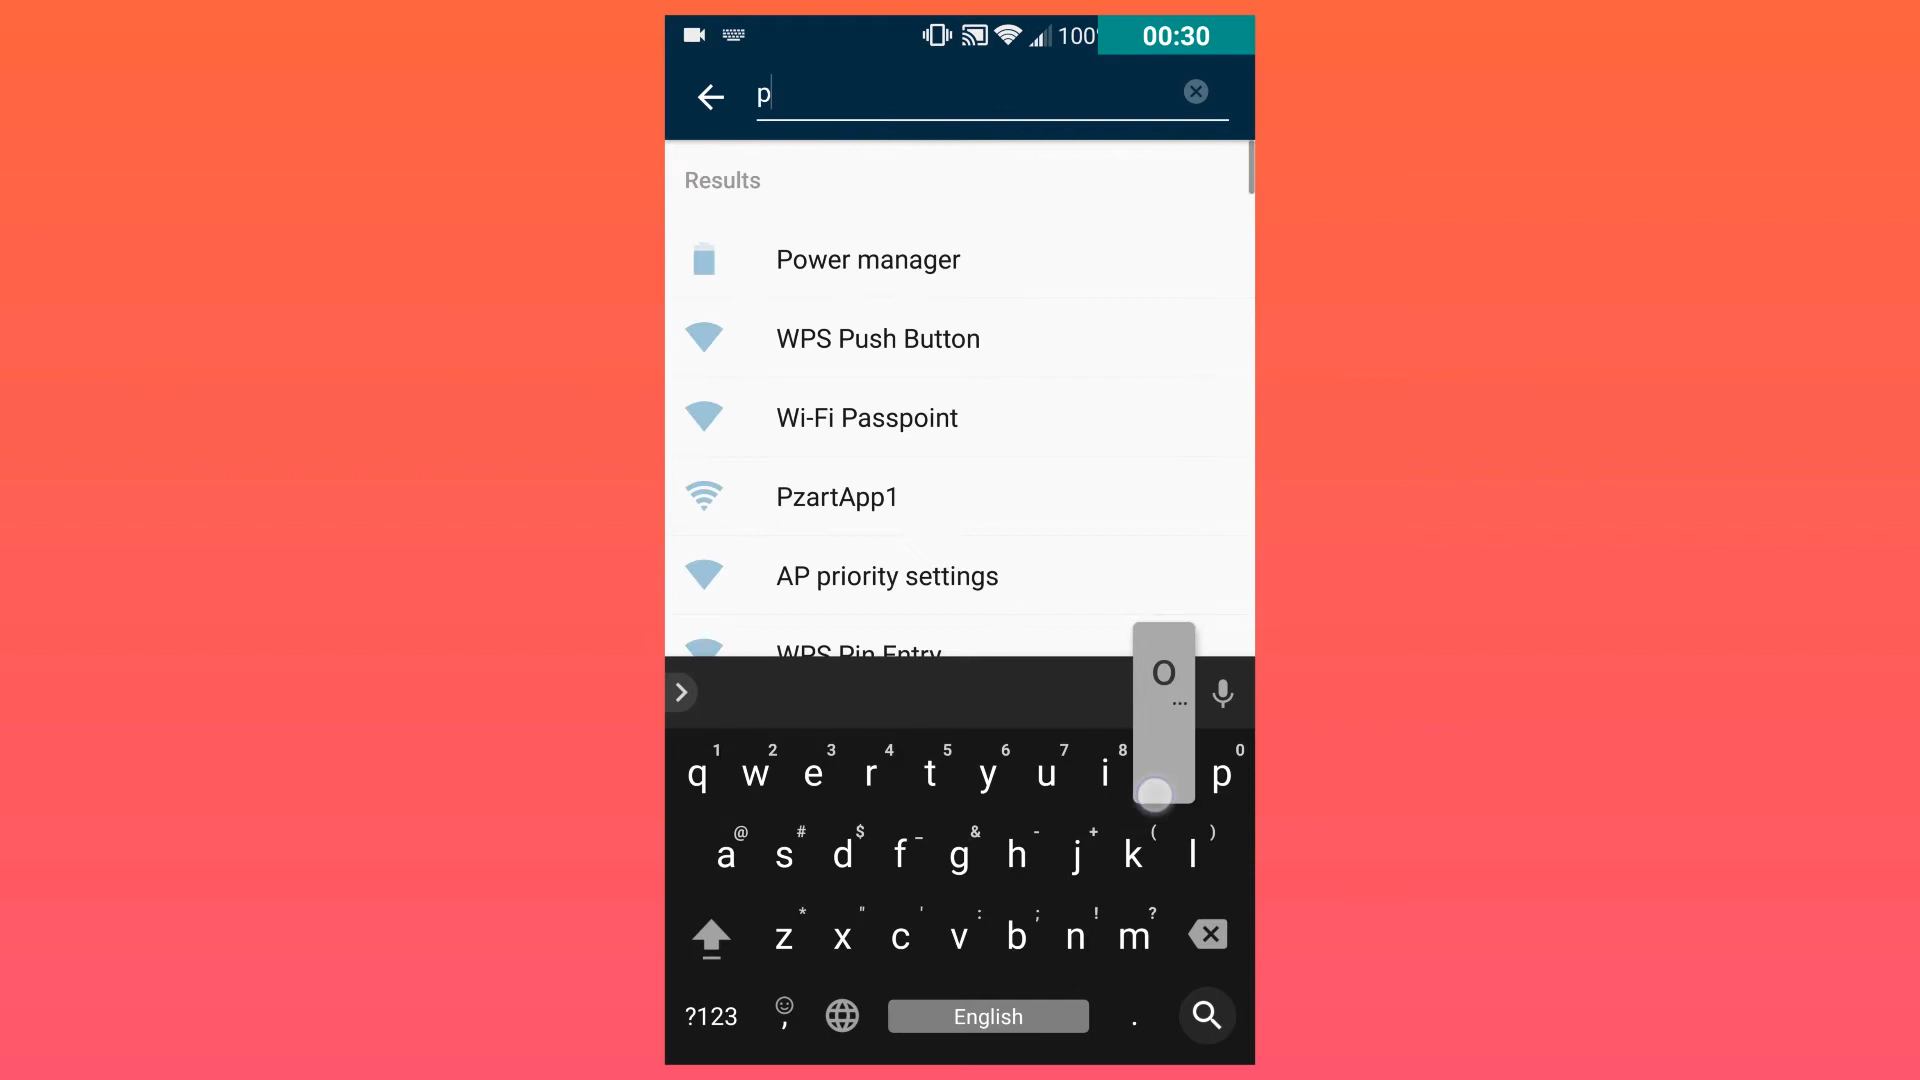 100
00:30
p
Results
Power manager
WPS Push Button
Wi-Fi Passpoint
PzartApp1
AP priority settings
WPS Pin Entry
o
...
1 2 3 4 5 6 7 8 0
q w e r t y u i p
@ # $ _ & - + ( )
a s d f g h j k l
* " ' : ; ! ?
z x c v b n m
?123 , English .